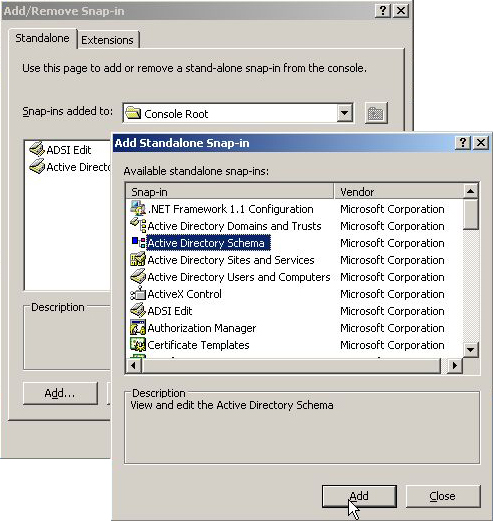 Add/Remove Snap-in
Standalone
Extensions
Use this page to add or remove a stand-alone snap-in from the console.
Snap-ins added to:
Console Root
ADSI Edit
Active Directo
Description
Add...
Add Standalone Snap-in
Available standalone snap-ins:
Snap-in Vendor
.NET Framework 1.1 Configuration Microsoft Corporation
Active Directory Domains and Trusts Microsoft Corporation
Active Directory Schema Microsoft Corporation
Active Directory Sites and Services Microsoft Corporation
Active Directory Users and Computers Microsoft Corporation
ActiveX Control Microsoft Corporation
ADSI Edit Microsoft Corporation
Authorization Manager Microsoft Corporation
Certificate Templates Microsoft Corporation
Description
View and edit the Active Directory Schema
Add
Close